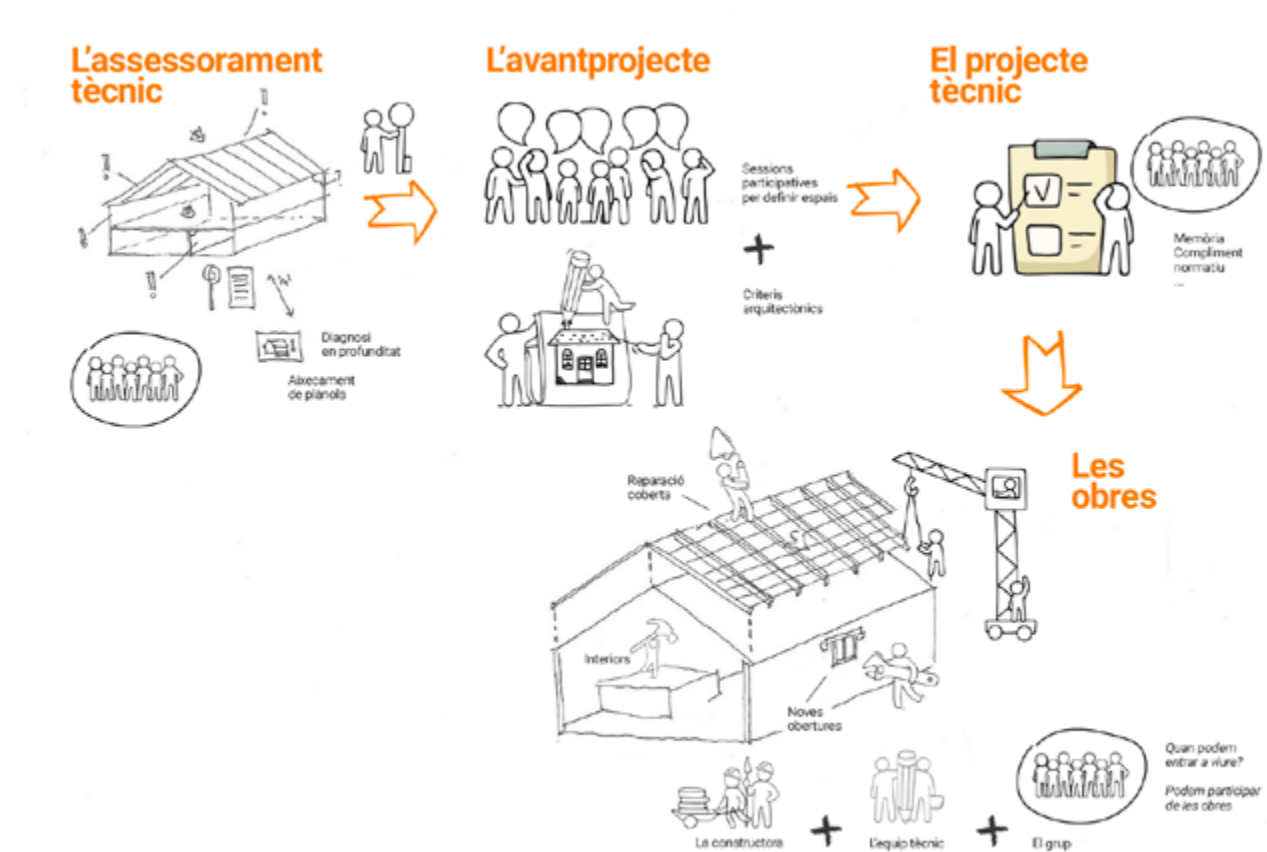 L'assessorament
tècnic
Diagnosi
en profunditat
Aixecament
de plànols
L'avantprojecte
Sessions
participatives
per definir espais
+
Criteris
arquitectònics
El projecte
tècnic
Memòria
Compliment
normatiu
...
Les
obres
Reparació
coberta
Interiors
Noves
obertures
La constructora
+
L'equip tècnic
+
El grup
Quan podem
entrar a viure?
Podem participar
de les obres